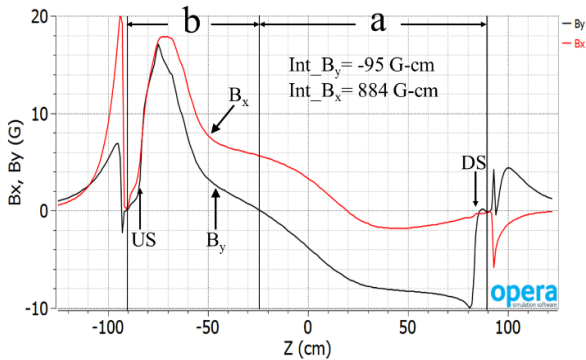 b
a
By
Bx
Int_By= -95 G-cm
Int_Bx= 884 G-cm
20
10
0
-10
Bx, By (G)
Bx
By
US
DS
opera
simulation software
-100
-50
0
50
100
Z (cm)